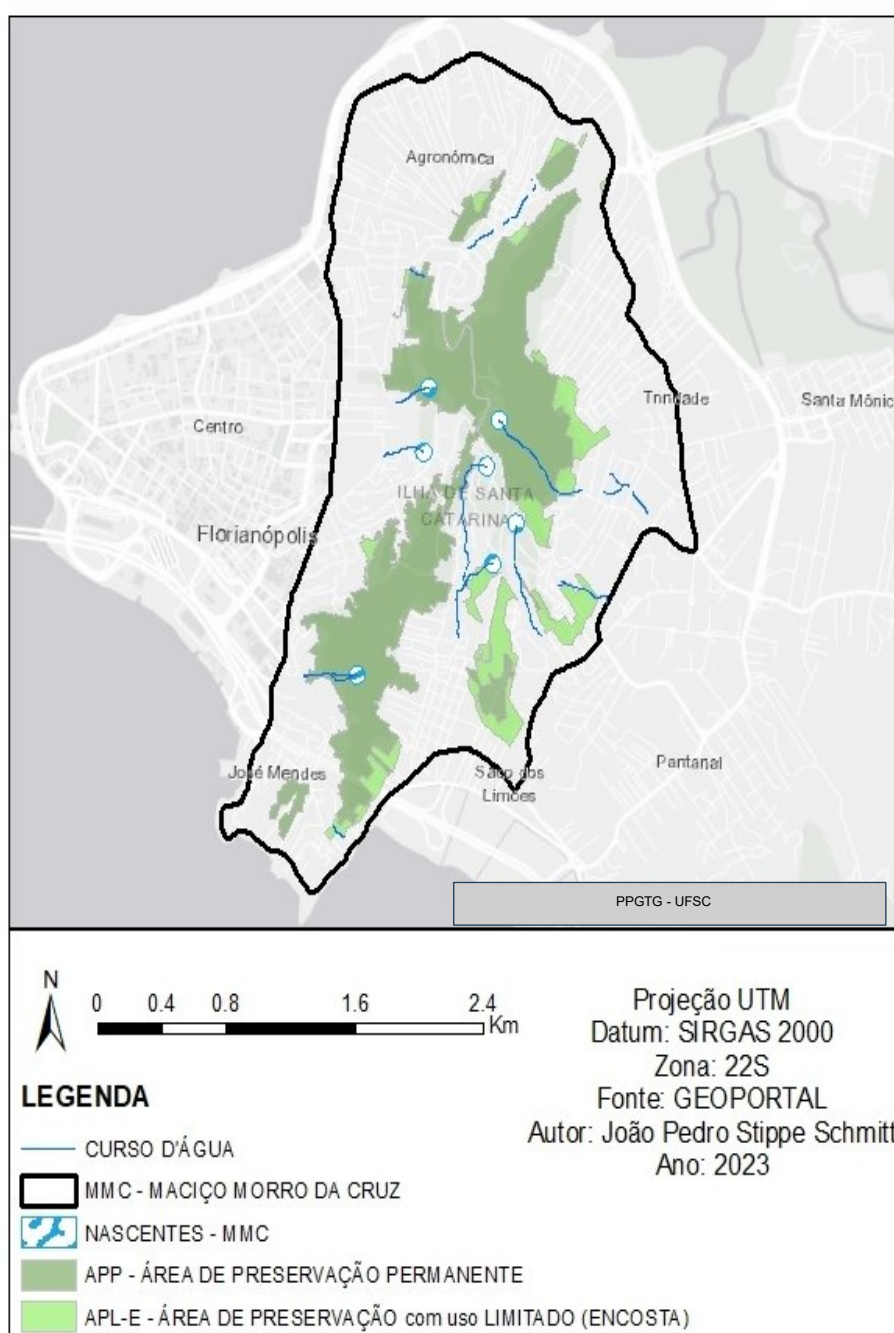 Agronômica
Trindade
Santa Mônic
Centro
ILHA DE SANTA
CATARINA
Florianópolis
José Mendes
Saco dos
Limões
Pantanal
PPGTG - UFSC
N
0 0.4 0.8 1.6 2.4
Km
Projeção UTM
Datum: SIRGAS 2000
Zona: 22S
Fonte: GEOPORTAL
Autor: João Pedro Stippe Schmitt
Ano: 2023
LEGENDA
CURSO D'ÁGUA
MMC - MACIÇO MORRO DA CRUZ
NASCENTES - MMC
APP - ÁREA DE PRESERVAÇÃO PERMANENTE
APL-E - ÁREA DE PRESERVAÇÃO com uso LIMITADO (ENCOSTA)